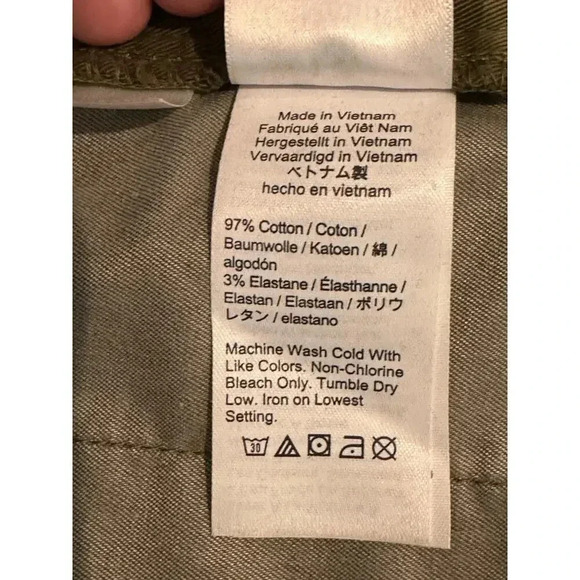 Made in Vietnam
Fabriqué au Việt Nam
Hergestellt in Vietnam
Vervaardigd in Vietnam
ベトナム製
hecho en vietnam
97% Cotton / Coton /
Baumwolle / Katoen / 綿 /
algodón
3% Elastane / Élasthanne /
Elastan / Elastaan / ポリウ
レタン / elastano
Machine Wash Cold With
Like Colors. Non-Chlorine
Bleach Only. Tumble Dry
Low. Iron on Lowest
Setting.
30